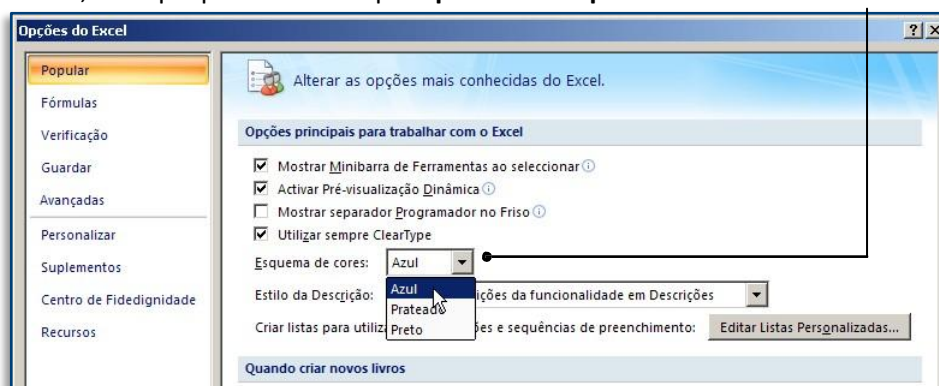 Opções do Excel
Popular
Fórmulas
Verificação
Guardar
Avançadas
Personalizar
Suplementos
Centro de Fidedignidade
Recursos
Alterar as opções mais conhecidas do Excel.
Opções principais para trabalhar com o Excel
Mostrar Minibarra de Ferramentas ao seleccionar
Activar Pré-visualização Dinâmica
Mostrar separador Programador no Friso
Utilizar sempre ClearType
Esquema de cores: Azul
Azul
Prateado
Preto
Estilo da Descrição: da funcionalidade em Descrições
Criar listas para e sequências de preenchimento: Editar Listas Personalizadas...
Quando criar novos livros